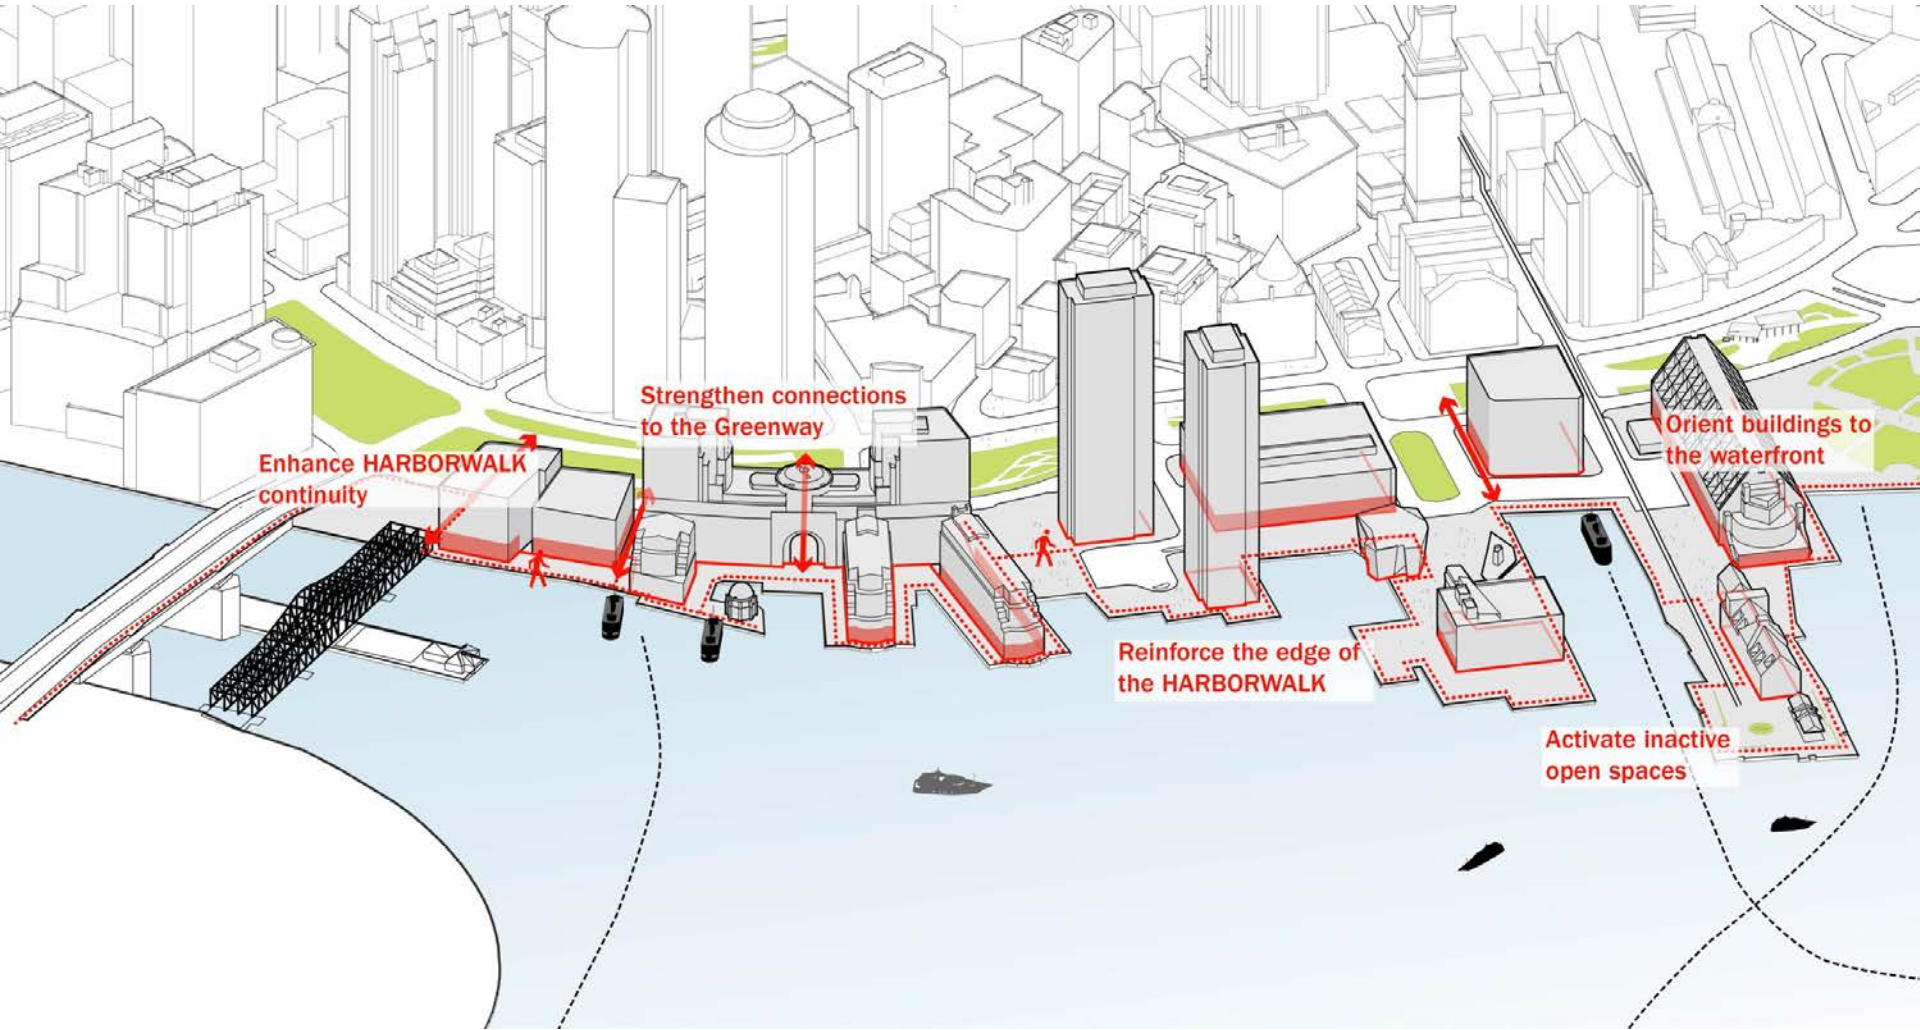 Strengthen connections
to the Greenway
Enhance HARBORWALK
continuity
Orient buildings to
the waterfront
Reinforce the edge of
the HARBORWALK
Activate inactive
open spaces